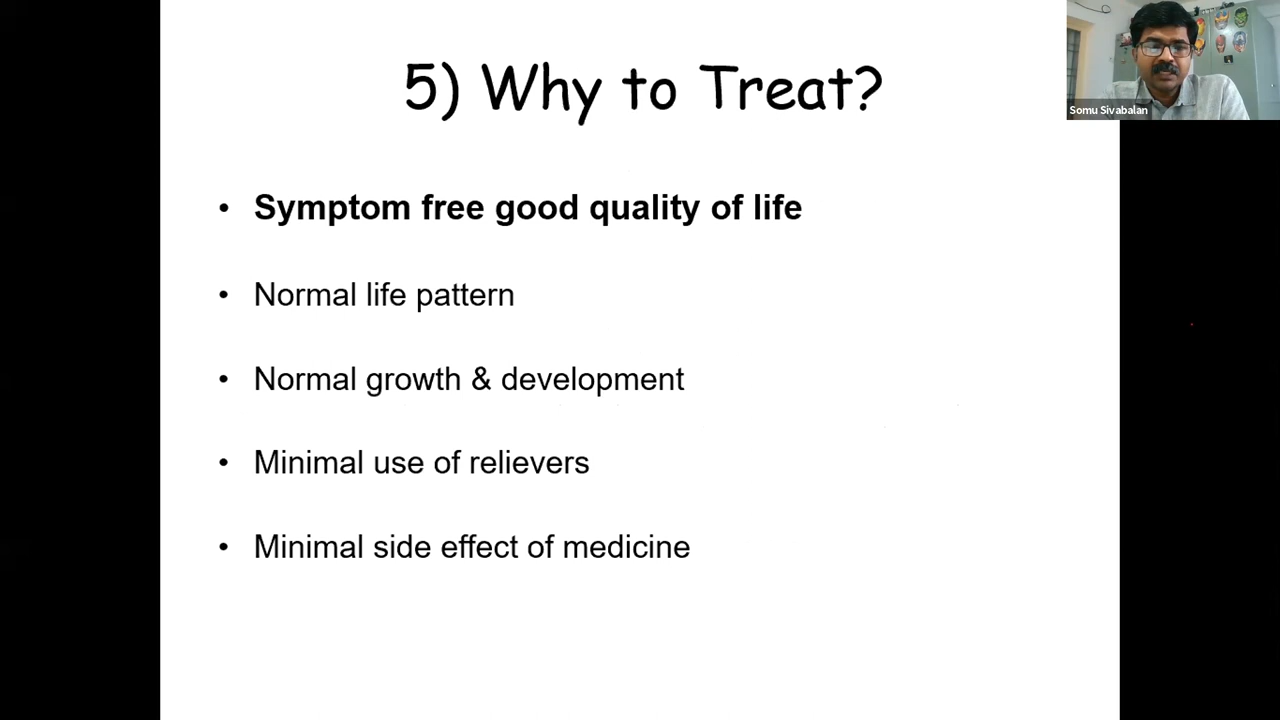 5) Why to Treat?
Somu Sivabalan
• Symptom free good quality of life
• Normal life pattern
• Normal growth & development
• Minimal use of relievers
• Minimal side effect of medicine